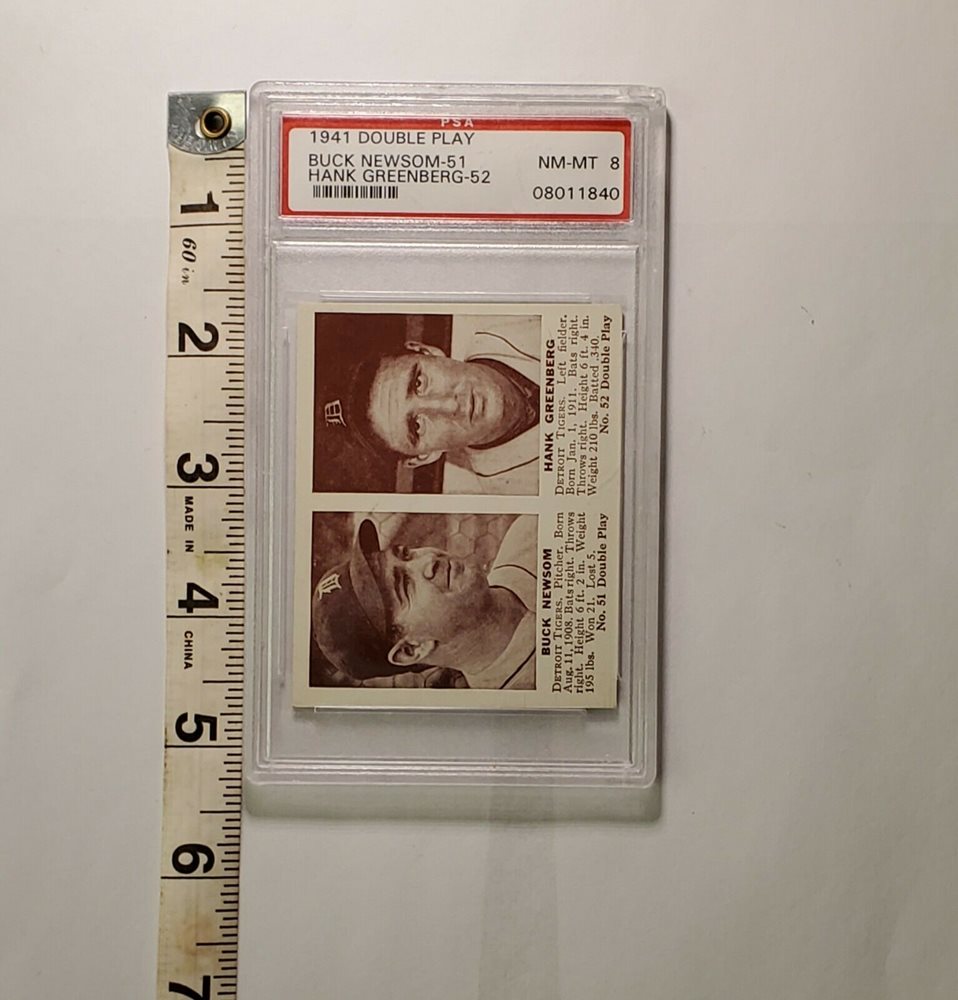 PSA
1941 DOUBLE PLAY
BUCK NEWSOM-51
NM-MT 8
HANK GREENBERG-52
08011840
BUCK NEWSOM
DETROIT TIGERS. Pitcher. Born
Aug. 11, 1908. Bats right. Throws
right. Height 6 ft. 2 in. Weight
195 lbs. Won 21. Lost 5.
No. 51 Double Play
HANK GREENBERG
DETROIT TIGERS. Left fielder.
Born Jan. 1, 1911. Bats right.
Throws right. Height 6 ft. 4 in.
Weight 210 lbs. Batted .340.
No. 52 Double Play
1
60 in
2
3
MADE IN
4
CHINA
5
6
7